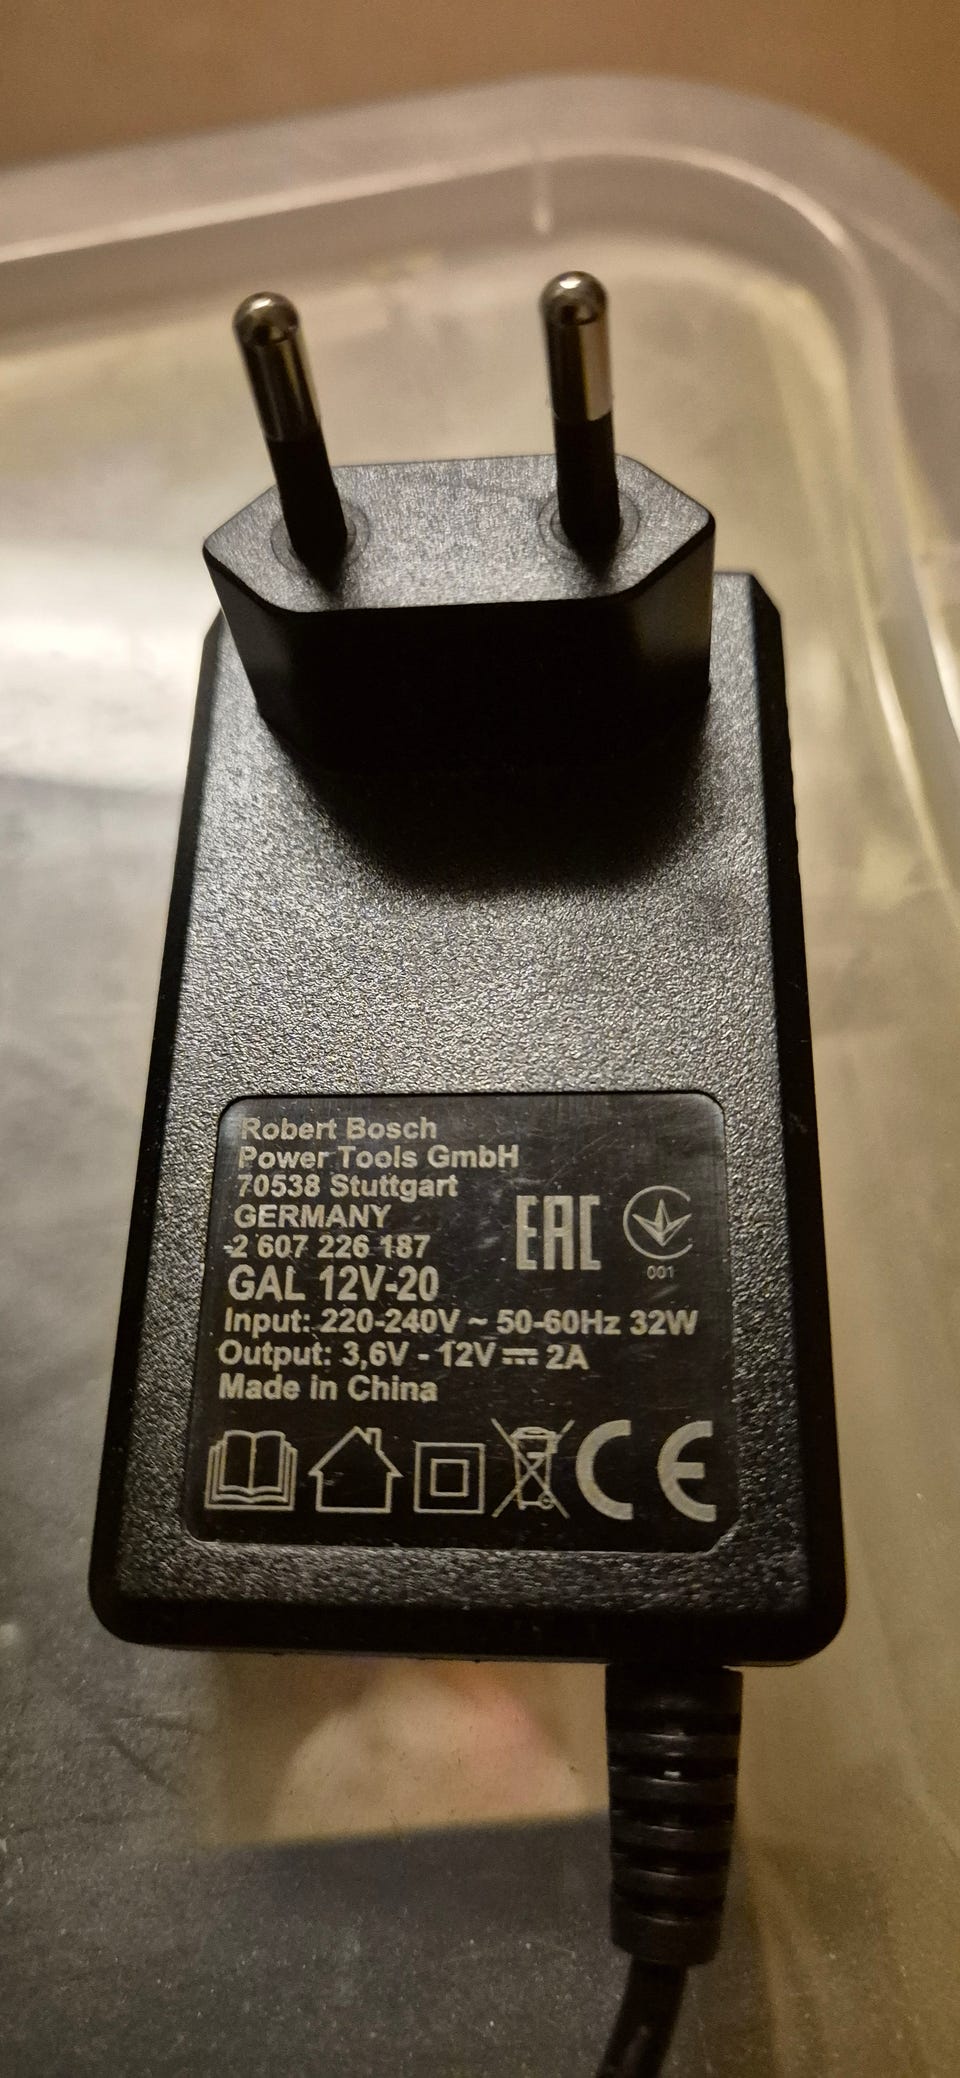 Robert Bosch
Power Tools GmbH
70538 Stuttgart
GERMANY
2 607 226 187
EAC
001
GAL 12V-20
Input: 220-240V ~ 50-60Hz 32W
Output: 3,6V - 12V ⎓ 2A
Made in China
CE